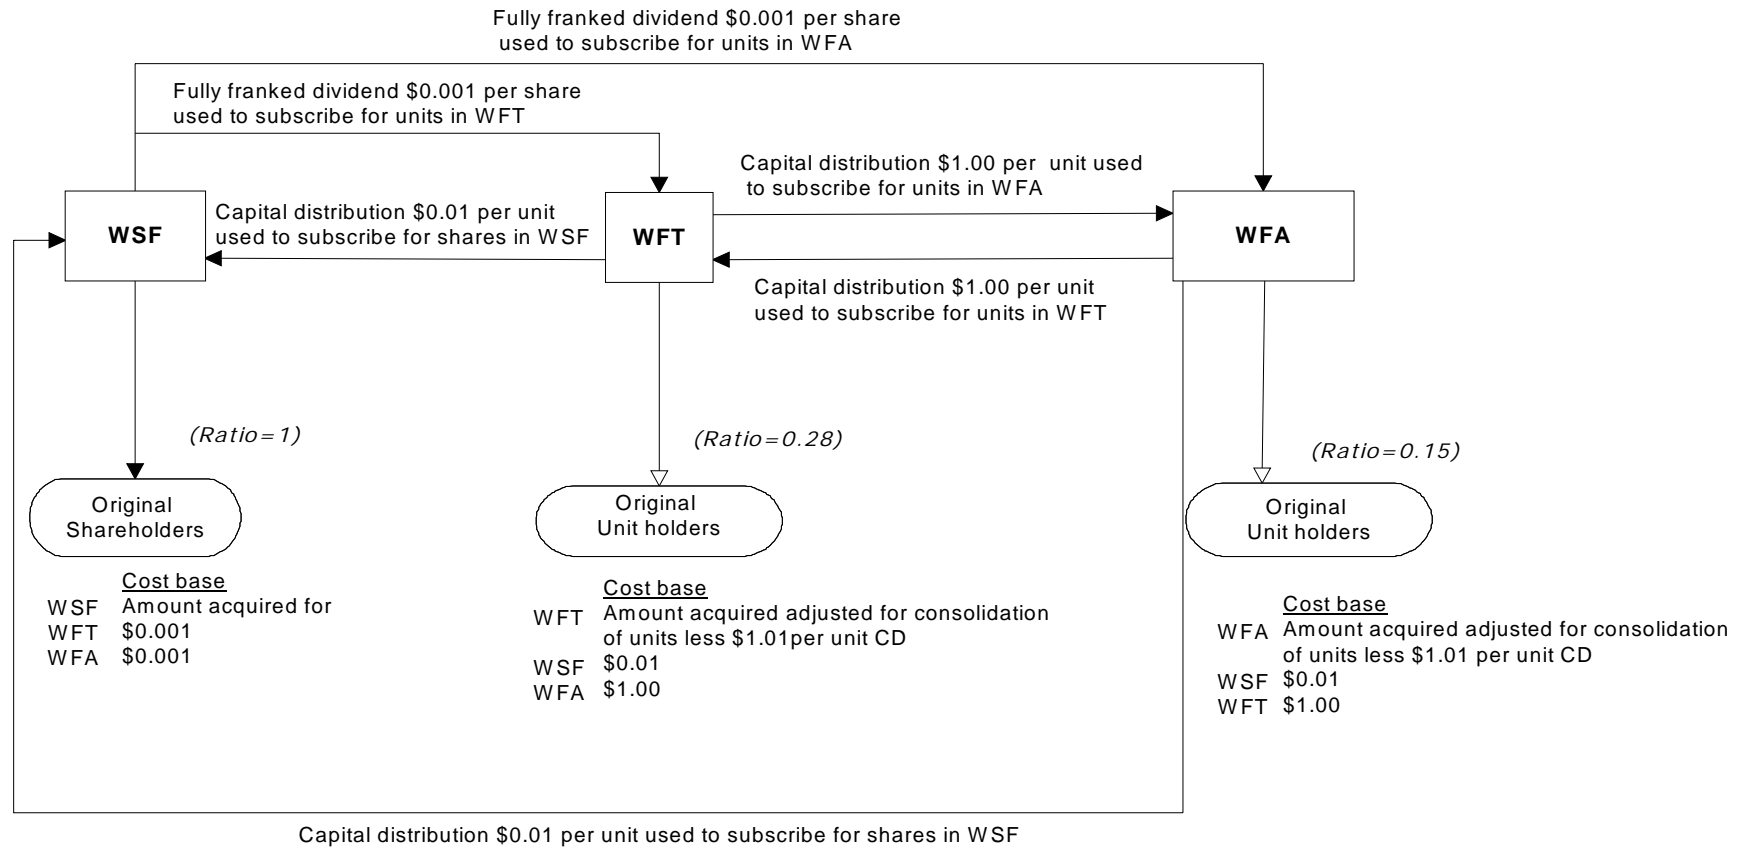 Fully franked dividend $0.001 per share
used to subscribe for units in WFA
Fully franked dividend $0.001 per share
used to subscribe for units in WFT
Capital distribution $1.00 per unit used
to subscribe for units in WFA
WSF
Capital distribution $0.01 per unit
used to subscribe for shares in WSF
WFT
WFA
Capital distribution $1.00 per unit
used to subscribe for units in WFT
(Ratio=1)
(Ratio=0.28)
(Ratio=0.15)
Original
Shareholders
Original
Unit holders
Original
Unit holders
Cost base
WSF Amount acquired for
WFT $0.001
WFA $0.001
Cost base
WFT Amount acquired adjusted for consolidation
of units less $1.01per unit CD
WSF $0.01
WFA $1.00
Cost base
WFA Amount acquired adjusted for consolidation
of units less $1.01 per unit CD
WSF $0.01
WFT $1.00
Capital distribution $0.01 per unit used to subscribe for shares in WSF